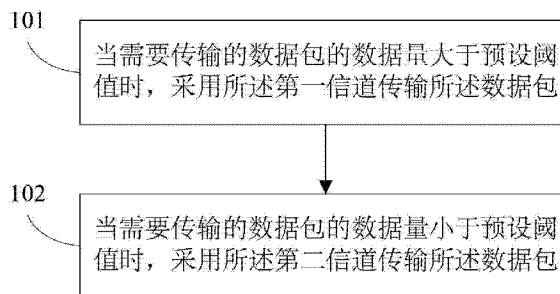 101
当需要传输的数据包的数据量大于预设阈
值时，采用所述第一信道传输所述数据包
102
当需要传输的数据包的数据量小于预设阈
值时，采用所述第二信道传输所述数据包